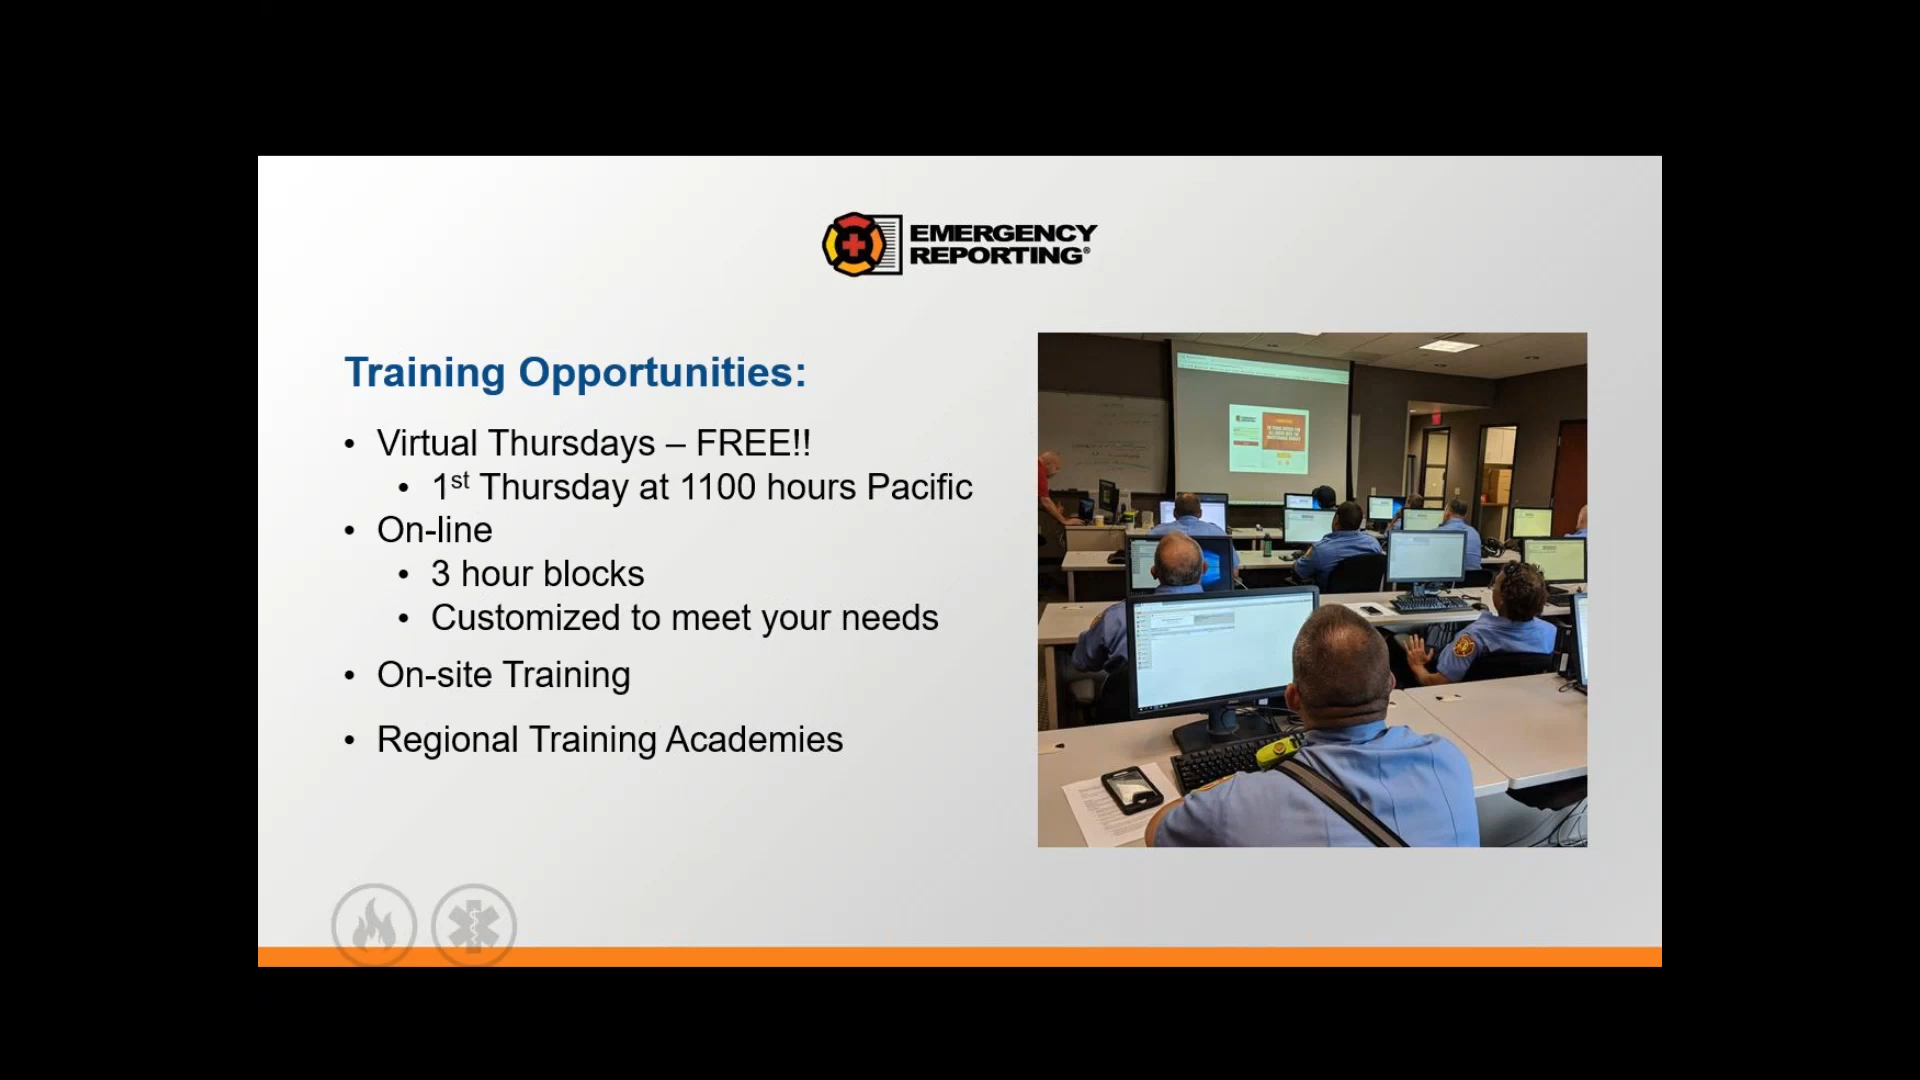 EMERGENCY
REPORTING®
Training Opportunities:
• Virtual Thursdays – FREE!!
• 1st Thursday at 1100 hours Pacific
• On-line
• 3 hour blocks
• Customized to meet your needs
• On-site Training
• Regional Training Academies